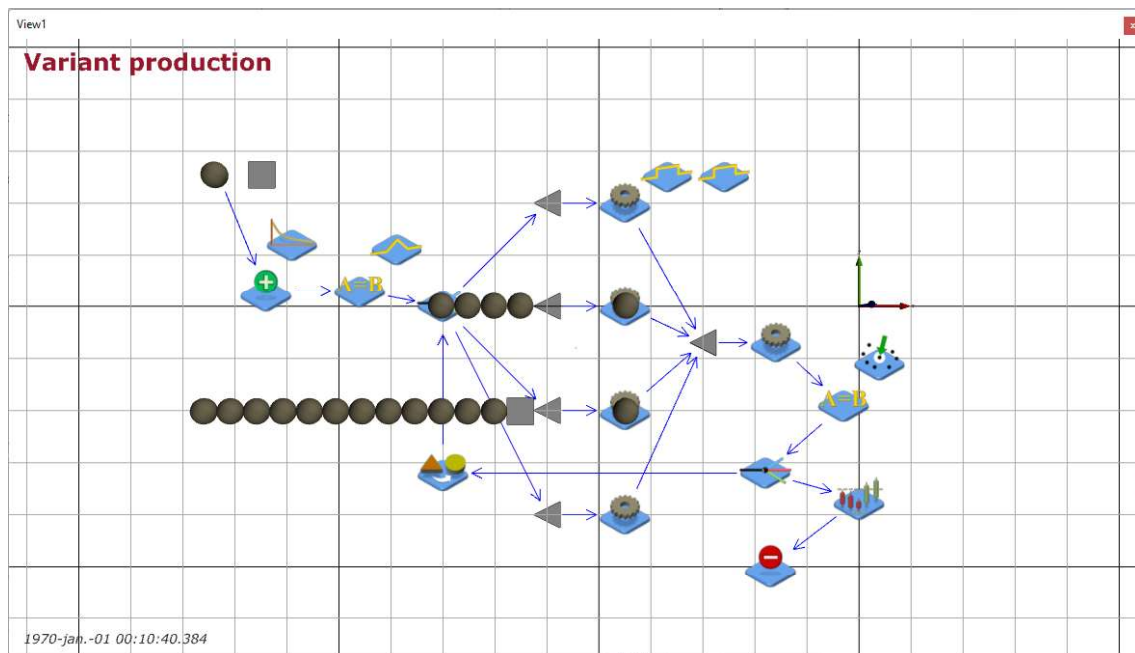 View1
x
Variant production
A=B
A=B
1970-jan.-01 00:10:40.384